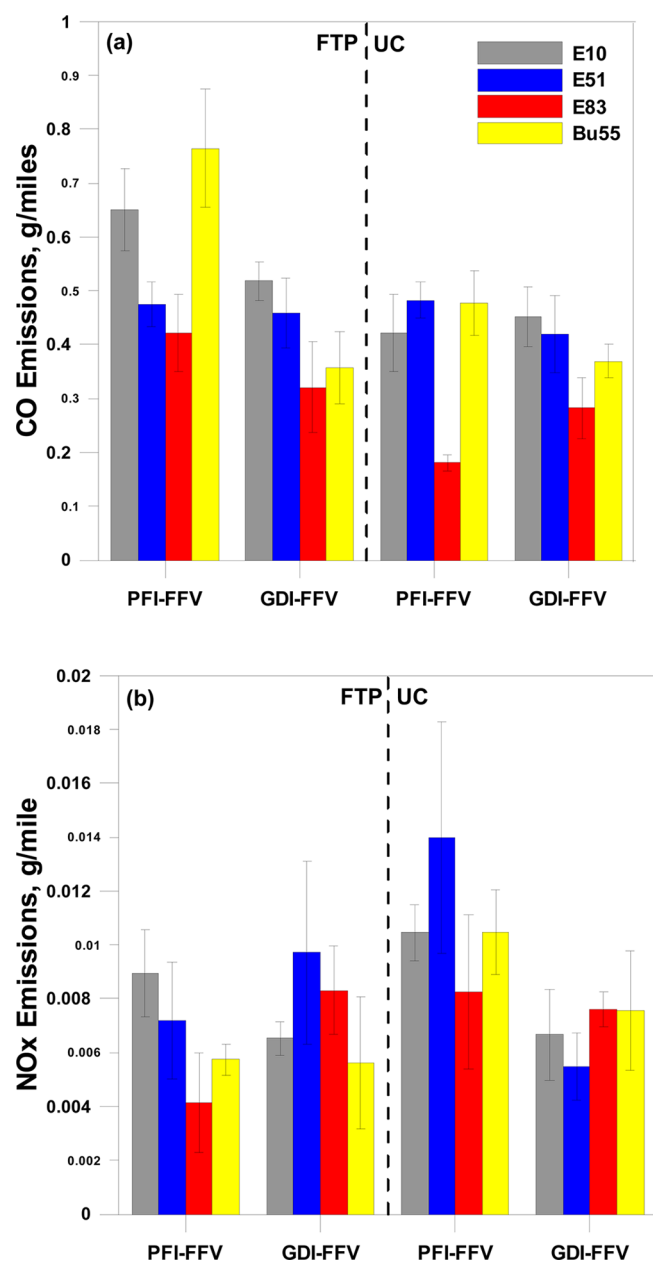 (a) FTP UC
E10
E51
E83
Bu55
CO Emissions, g/miles
1
0.9
0.8
0.7
0.6
0.5
0.4
0.3
0.2
0.1
0
PFI-FFV GDI-FFV PFI-FFV GDI-FFV
(b) FTP UC
NOx Emissions, g/mile
0.02
0.018
0.016
0.014
0.012
0.01
0.008
0.006
0.004
0.002
0
PFI-FFV GDI-FFV PFI-FFV GDI-FFV